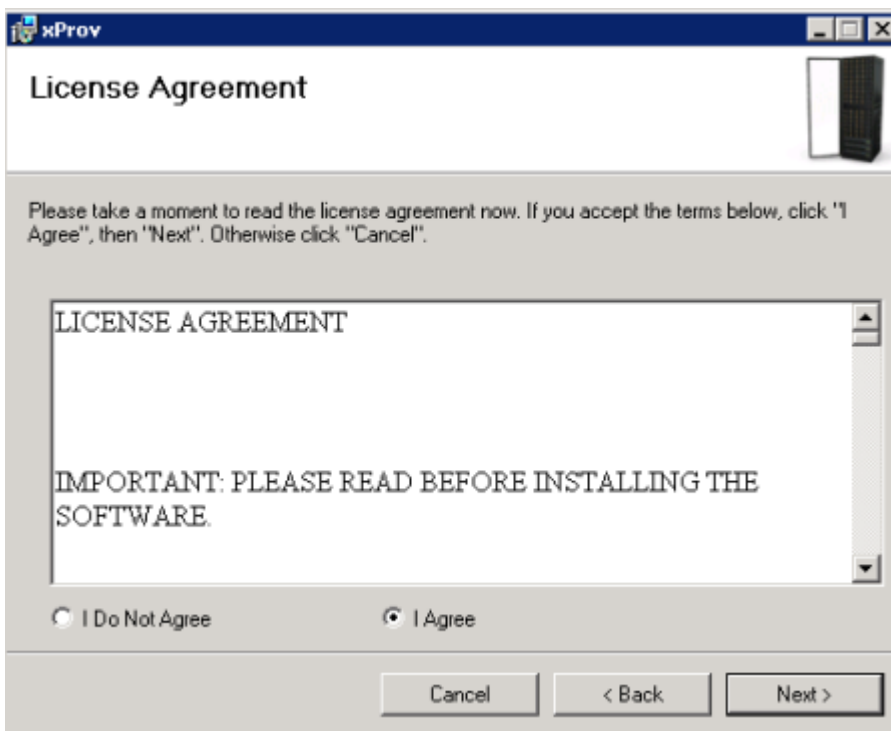 xProv
License Agreement
Please take a moment to read the license agreement now. If you accept the terms below, click "I
Agree", then "Next". Otherwise click "Cancel".
LICENSE AGREEMENT
IMPORTANT: PLEASE READ BEFORE INSTALLING THE
SOFTWARE.
I Do Not Agree
I Agree
Cancel
< Back
Next >